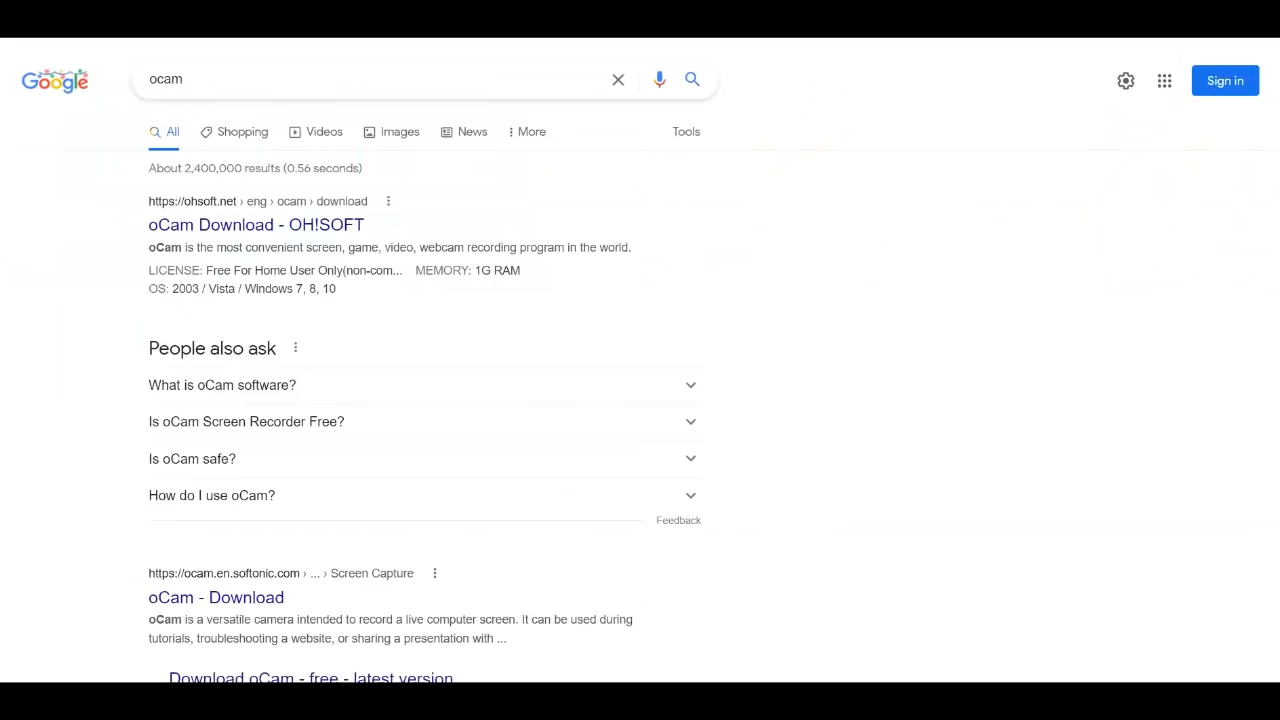 Google
ocam
Sign in
All Shopping Videos Images News More Tools
About 2,400,000 results (0.56 seconds)
https://ohsoft.net › eng › ocam › download
oCam Download - OH!SOFT
oCam is the most convenient screen, game, video, webcam recording program in the world.
LICENSE: Free For Home User Only(non-com... MEMORY: 1G RAM
OS: 2003 / Vista / Windows 7, 8, 10
People also ask
What is oCam software?
Is oCam Screen Recorder Free?
Is oCam safe?
How do I use oCam?
Feedback
https://ocam.en.softonic.com › ... › Screen Capture
oCam - Download
oCam is a versatile camera intended to record a live computer screen. It can be used during
tutorials, troubleshooting a website, or sharing a presentation with ...
Download oCam - free - latest version